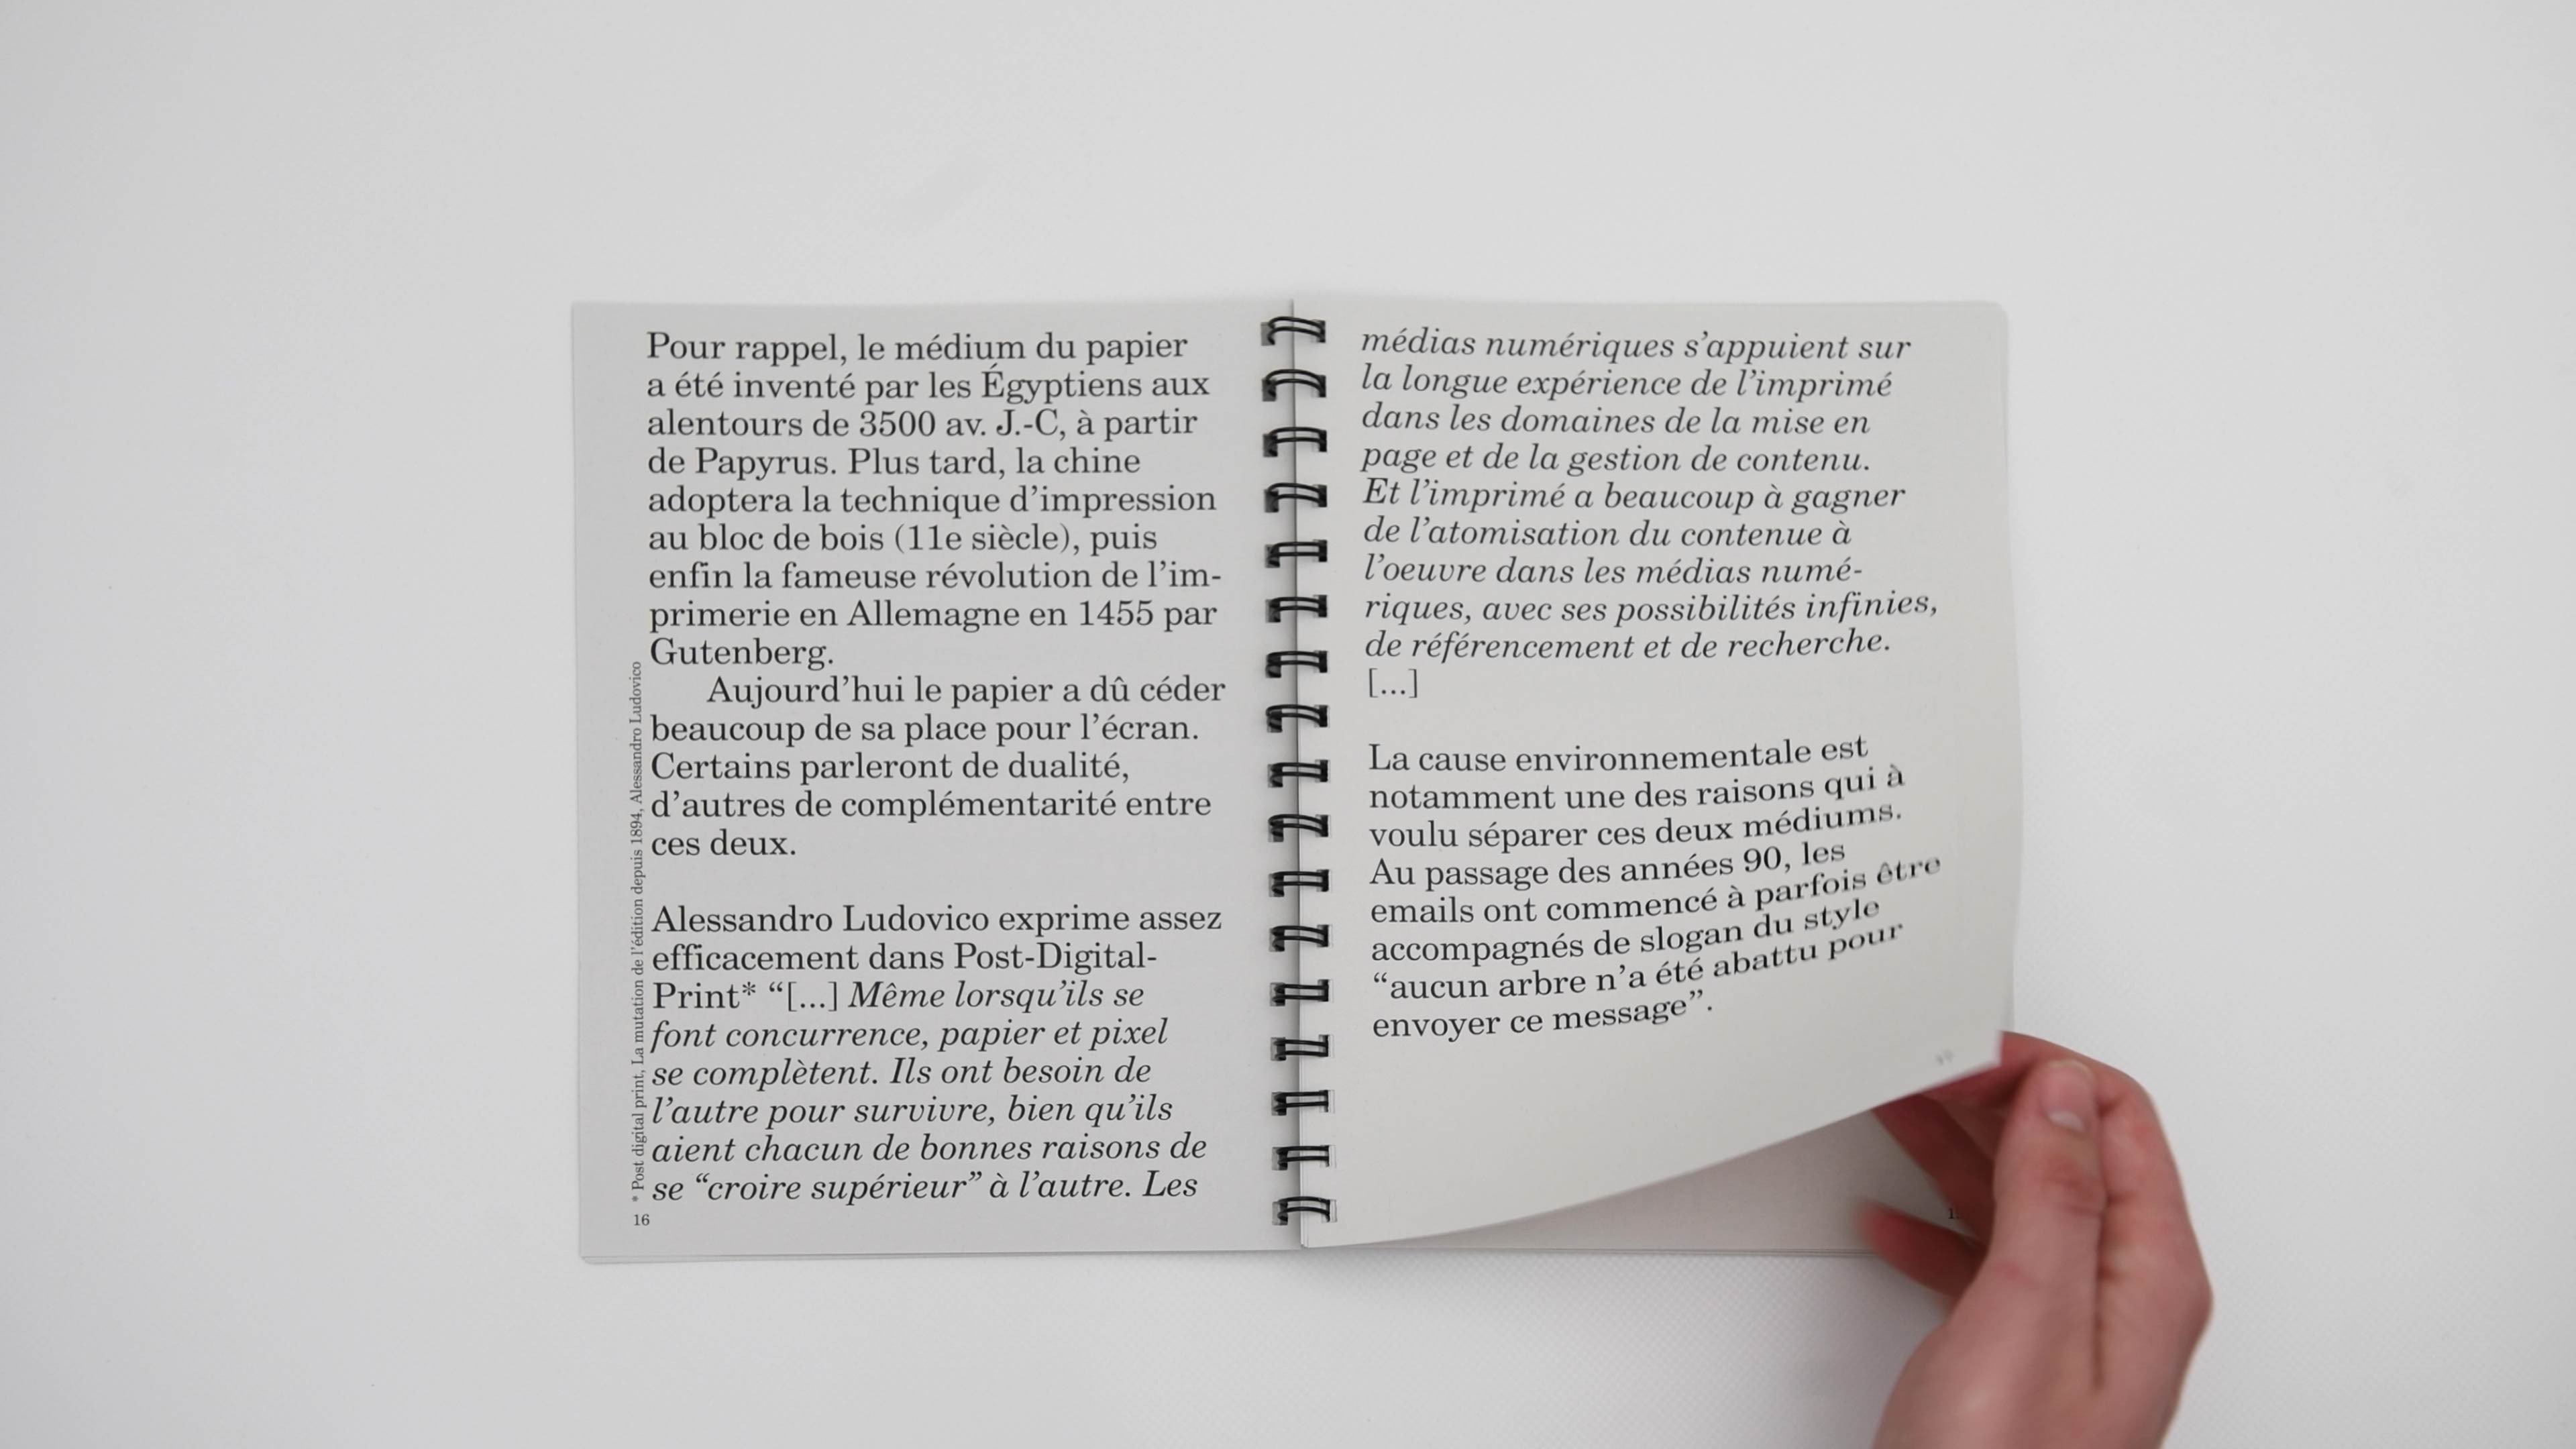 Pour rappel, le médium du papier
a été inventé par les Égyptiens aux
alentours de 3500 av. J.-C, à partir
de Papyrus. Plus tard, la chine
adoptera la technique d’impression
au bloc de bois (11e siècle), puis
enfin la fameuse révolution de l’im-
primerie en Allemagne en 1455 par
Gutenberg.
Aujourd’hui le papier a dû céder
beaucoup de sa place pour l’écran.
Certains parleront de dualité,
d’autres de complémentarité entre
ces deux.
Alessandro Ludovico exprime assez
efficacement dans Post-Digital-
Print* “[...] Même lorsqu’ils se
font concurrence, papier et pixel
se complètent. Ils ont besoin de
l’autre pour survivre, bien qu’ils
aient chacun de bonnes raisons de
se “croire supérieur” à l’autre. Les
* Post digital print, La mutation de l’édition depuis 1894, Alessandro Ludovico
16
médias numériques s’appuient sur
la longue expérience de l’imprimé
dans les domaines de la mise en
page et de la gestion de contenu.
Et l’imprimé a beaucoup à gagner
de l’atomisation du contenue à
l’oeuvre dans les médias numé-
riques, avec ses possibilités infinies,
de référencement et de recherche.
[...]
La cause environnementale est
notamment une des raisons qui à
voulu séparer ces deux médiums.
Au passage des années 90, les
emails ont commencé à parfois être
accompagnés de slogan du style
“aucun arbre n’a été abattu pour
envoyer ce message”.